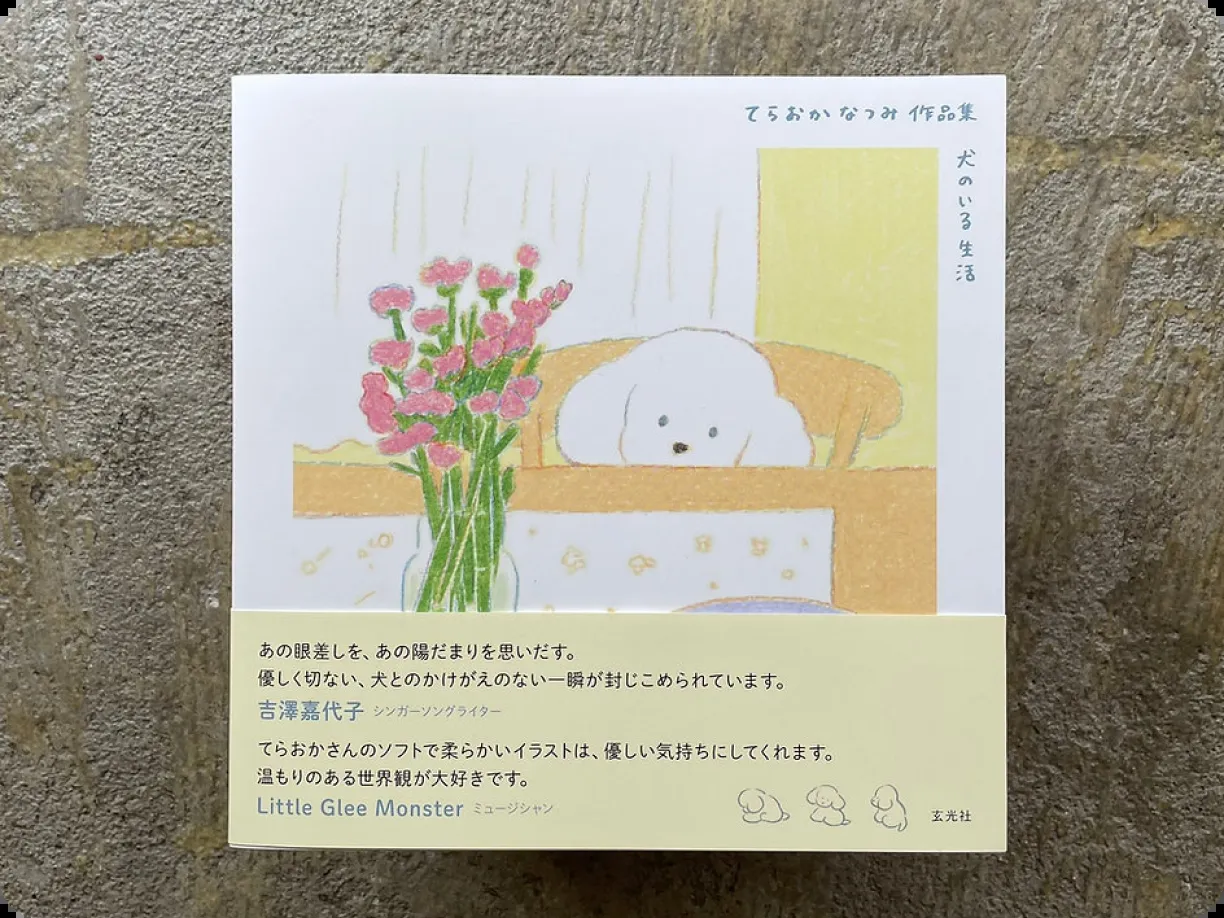 てらおかなつみ 作品集
犬のいる生活
あの眼差しを、あの陽だまりを思いだす。
優しく切ない、犬とのかけがえのない一瞬が封じこめられています。
吉澤嘉代子 シンガーソングライター
てらおかさんのソフトで柔らかいイラストは、優しい気持ちにしてくれます。
温もりのある世界観が大好きです。
Little Glee Monster ミュージシャン
玄光社